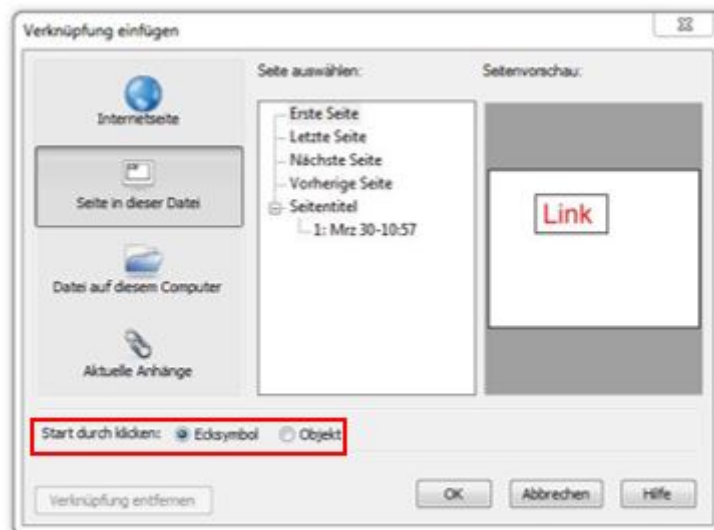 Verknüpfung einfügen
Internetseite
Seite in dieser Datei
Datei auf diesem Computer
Aktuelle Anhänge
Seite auswählen:
Erste Seite
Letzte Seite
Nächste Seite
Vorherige Seite
Seitentitel
1: Mrz 30-10:57
Seitenvorschau:
Link
Start durch klicken: Ecksymbol Objekt
Verknüpfung entfernen OK Abbrechen Hilfe